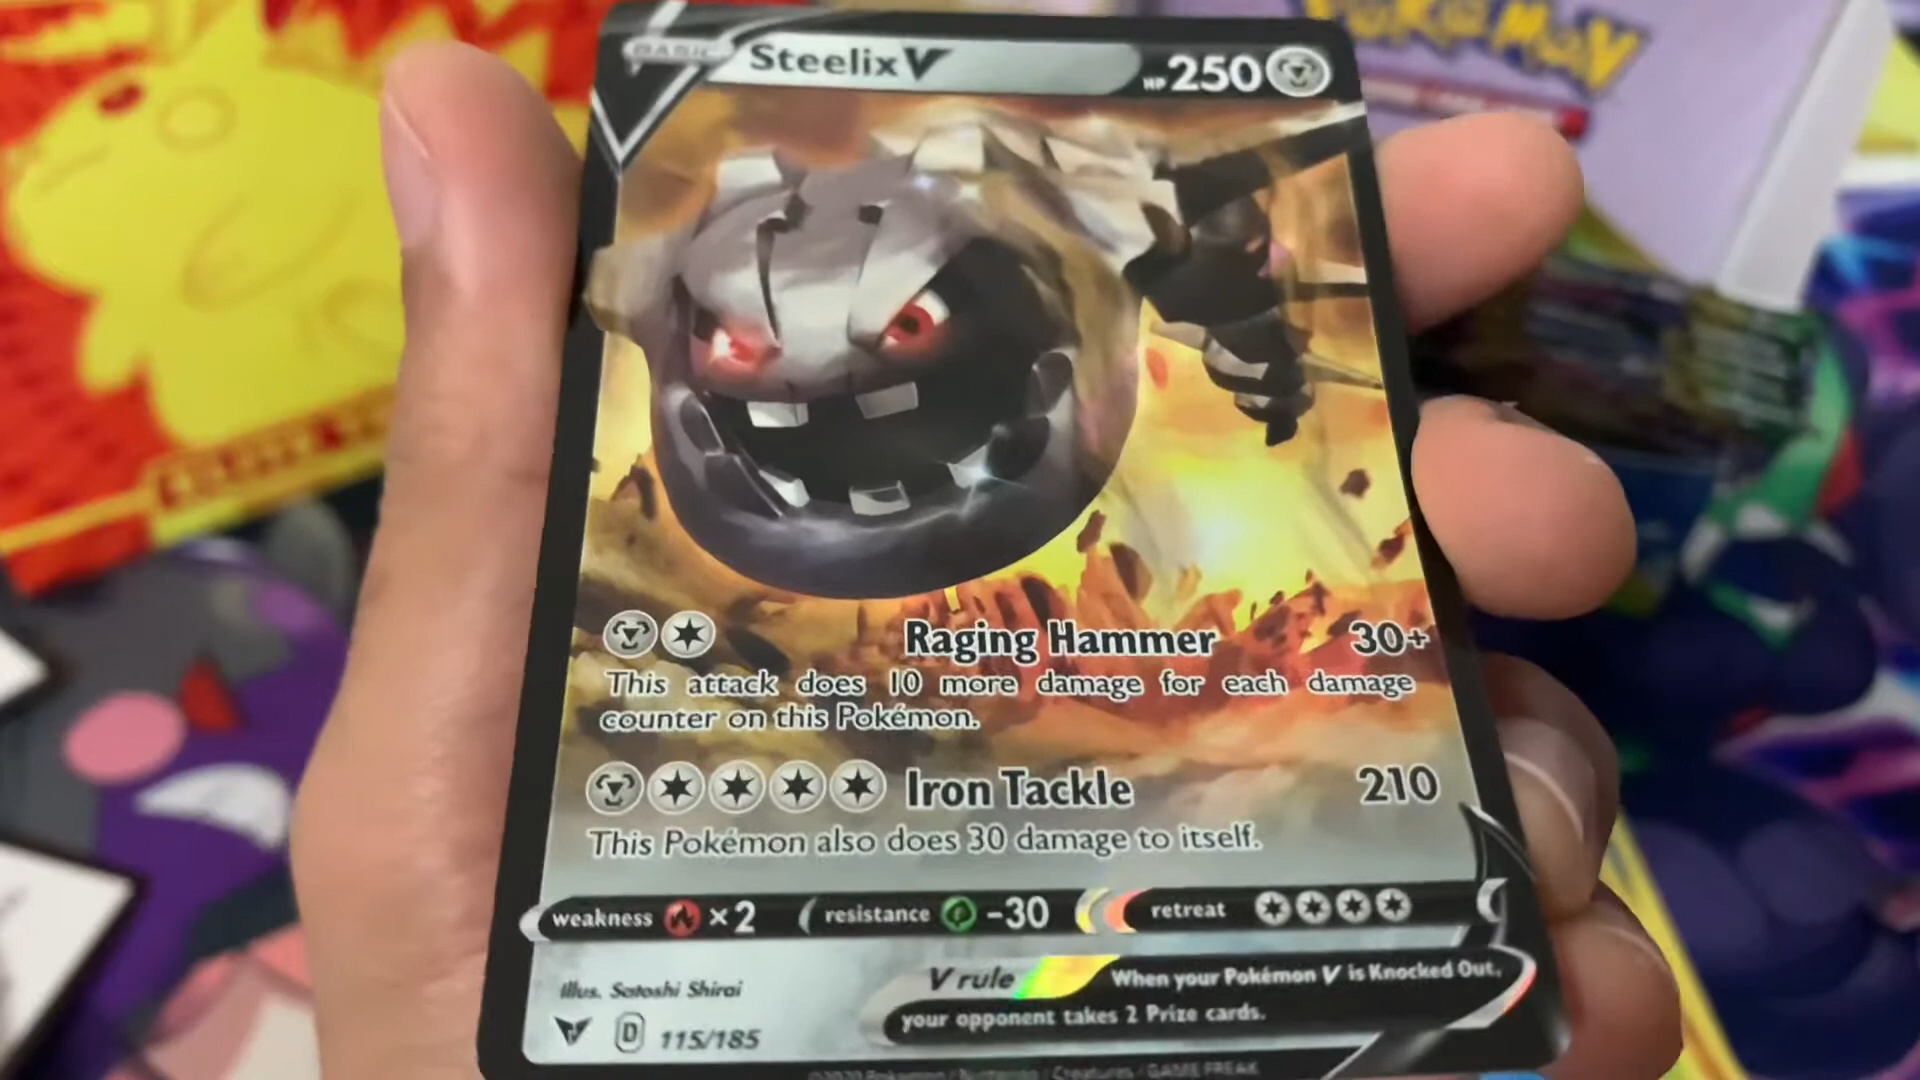 POKéMON
BASIC Steelix V HP 250
Raging Hammer 30+
This attack does 10 more damage for each damage
counter on this Pokémon.
Iron Tackle 210
This Pokémon also does 30 damage to itself.
weakness ×2 resistance -30 retreat
Illus. Satoshi Shirai
V rule When your Pokémon V is Knocked Out,
your opponent takes 2 Prize cards.
D 115/185
©2020 Pokémon / Nintendo / Creatures / GAME FREAK